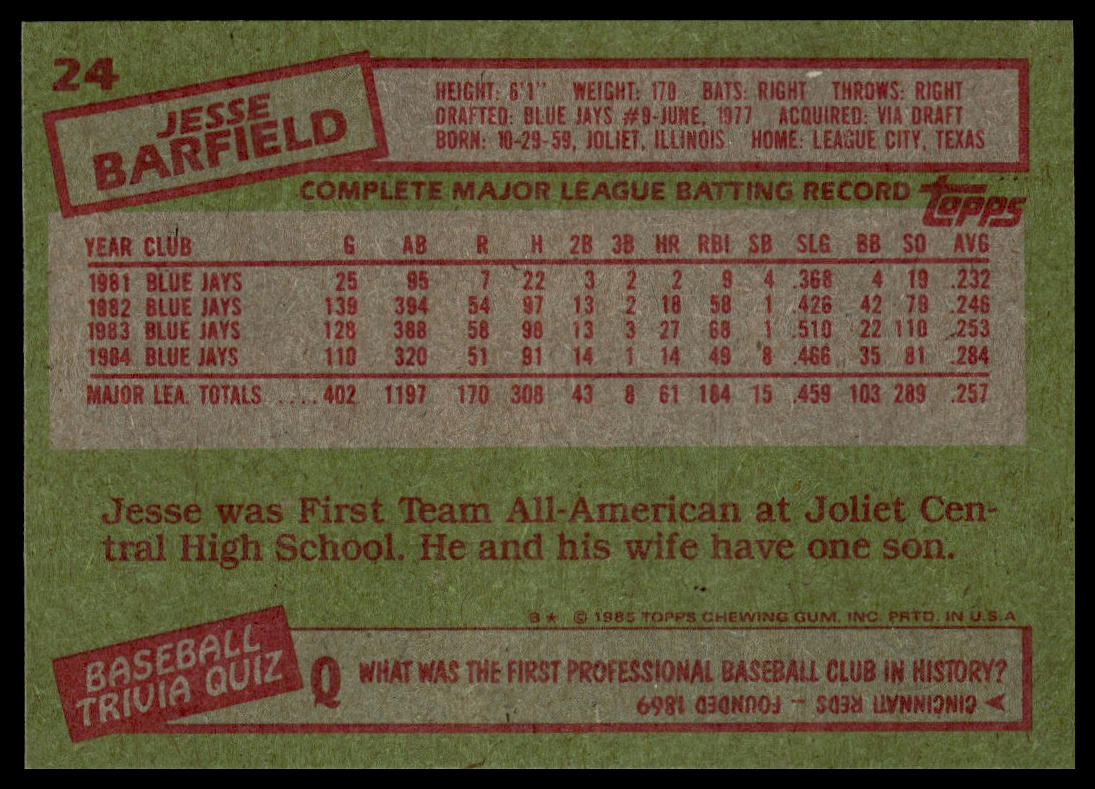 24
JESSE
BARFIELD
HEIGHT: 6'1" WEIGHT: 170 BATS: RIGHT THROWS: RIGHT
DRAFTED: BLUE JAYS #9-JUNE, 1977 ACQUIRED: VIA DRAFT
BORN: 10-29-59, JOLIET, ILLINOIS HOME: LEAGUE CITY, TEXAS
COMPLETE MAJOR LEAGUE BATTING RECORD topps
YEAR CLUB G AB R H 2B 3B HR RBI SB SLG BB SO AVG
1981 BLUE JAYS 25 95 7 22 3 2 2 9 4 .368 4 19 .232
1982 BLUE JAYS 139 394 54 97 13 2 18 58 1 .426 42 79 .246
1983 BLUE JAYS 128 388 58 98 13 3 27 68 1 .510 22 110 .253
1984 BLUE JAYS 110 320 51 91 14 1 14 49 8 .466 35 81 .284
MAJOR LEA. TOTALS ....402 1197 170 308 43 8 61 184 15 .459 103 289 .257
Jesse was First Team All-American at Joliet Cen-
tral High School. He and his wife have one son.
B★ © 1985 TOPPS CHEWING GUM, INC. PRTD. IN U.S.A
BASEBALL
TRIVIA QUIZ
Q WHAT WAS THE FIRST PROFESSIONAL BASEBALL CLUB IN HISTORY?
➤ CINCINNATI REDS — FOUNDED 1869